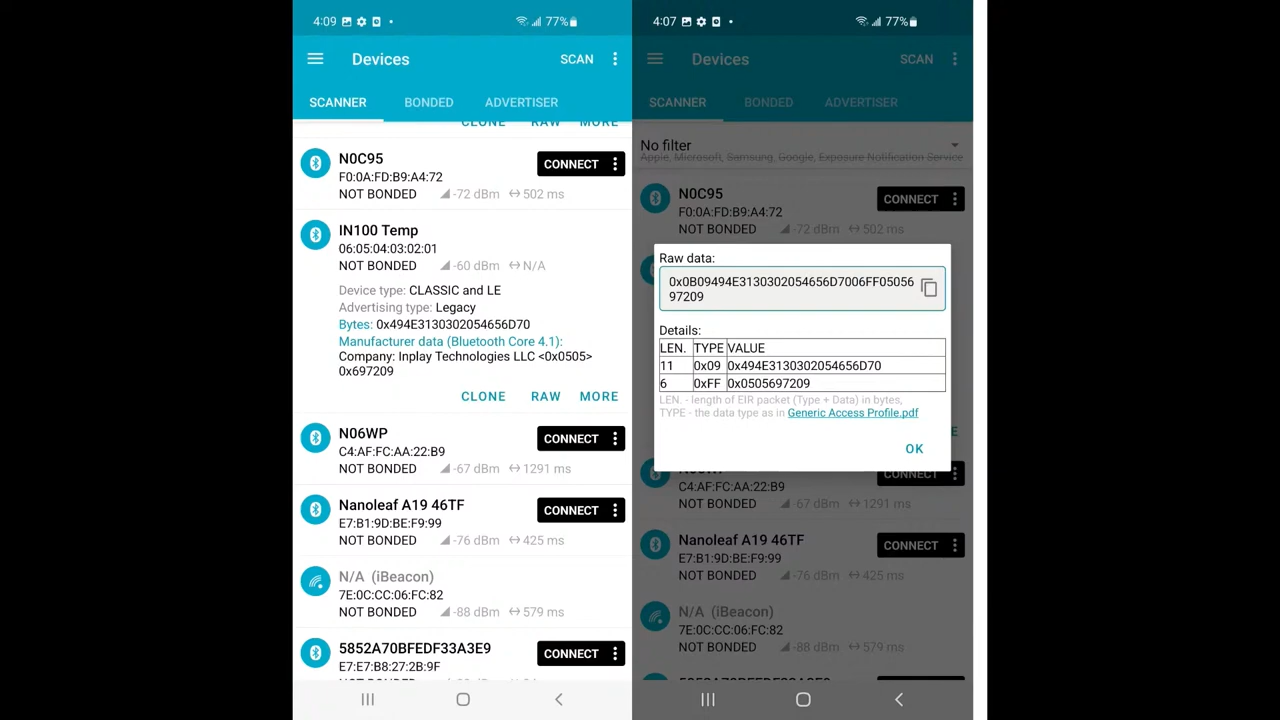 4:09
77%
Devices
SCAN
SCANNER
BONDED
ADVERTISER
CLONE
RAW
MORE
N0C95
CONNECT
F0:0A:FD:B9:A4:72
NOT BONDED
-72 dBm
502 ms
IN100 Temp
06:05:04:03:02:01
NOT BONDED
-60 dBm
N/A
Device type: CLASSIC and LE
Advertising type: Legacy
Bytes: 0x494E3130302054656D70
Manufacturer data (Bluetooth Core 4.1):
Company: Inplay Technologies LLC <0x0505>
0x697209
CLONE
RAW
MORE
N06WP
CONNECT
C4:AF:FC:AA:22:B9
NOT BONDED
-67 dBm
1291 ms
Nanoleaf A19 46TF
CONNECT
E7:B1:9D:BE:F9:99
NOT BONDED
-76 dBm
425 ms
N/A (iBeacon)
7E:0C:CC:06:FC:82
NOT BONDED
-88 dBm
579 ms
5852A70BFEDF33A3E9
CONNECT
E7:E7:B8:27:2B:9F
4:07
77%
Devices
SCAN
SCANNER
BONDED
ADVERTISER
No filter
Apple, Microsoft, Samsung, Google, Exposure Notification Service
N0C95
CONNECT
F0:0A:FD:B9:A4:72
NOT BONDED
-72 dBm
502 ms
Raw data:
0x0B09494E3130302054656D7006FF05056
97209
Details:
LEN. TYPE VALUE
11 0x09 0x494E3130302054656D70
6 0xFF 0x0505697209
LEN. - length of EIR packet (Type + Data) in bytes,
TYPE - the data type as in Generic Access Profile.pdf
OK
CONNECT
C4:AF:FC:AA:22:B9
NOT BONDED
-67 dBm
1291 ms
Nanoleaf A19 46TF
CONNECT
E7:B1:9D:BE:F9:99
NOT BONDED
-76 dBm
425 ms
N/A (iBeacon)
7E:0C:CC:06:FC:82
NOT BONDED
-88 dBm
579 ms